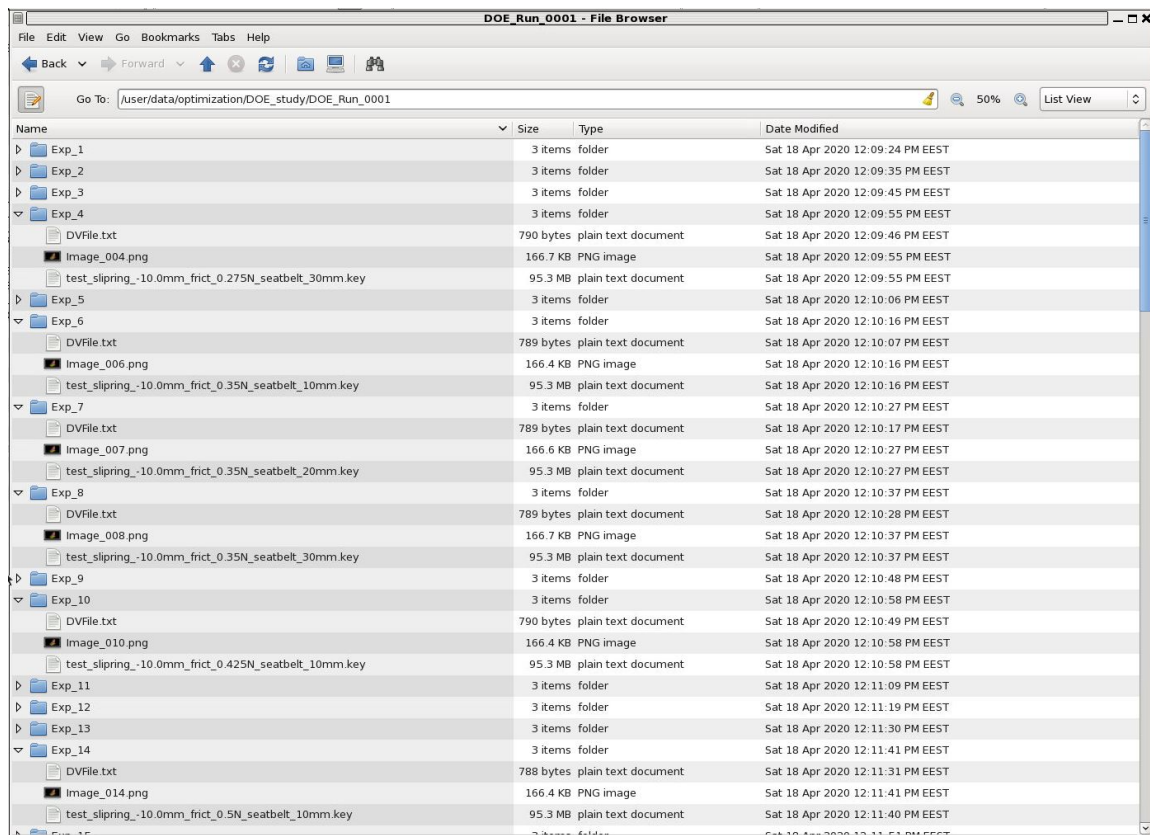 DOE_Run_0001 - File Browser
File Edit View Go Bookmarks Tabs Help
Back Forward
Go To: /user/data/optimization/DOE_study/DOE_Run_0001 50% List View
Name Size Type Date Modified
Exp_1 3 items folder Sat 18 Apr 2020 12:09:24 PM EEST
Exp_2 3 items folder Sat 18 Apr 2020 12:09:35 PM EEST
Exp_3 3 items folder Sat 18 Apr 2020 12:09:45 PM EEST
Exp_4 3 items folder Sat 18 Apr 2020 12:09:55 PM EEST
DVFile.txt 790 bytes plain text document Sat 18 Apr 2020 12:09:46 PM EEST
Image_004.png 166.7 KB PNG image Sat 18 Apr 2020 12:09:55 PM EEST
test_slipring_-10.0mm_frict_0.275N_seatbelt_30mm.key 95.3 MB plain text document Sat 18 Apr 2020 12:09:55 PM EEST
Exp_5 3 items folder Sat 18 Apr 2020 12:10:06 PM EEST
Exp_6 3 items folder Sat 18 Apr 2020 12:10:16 PM EEST
DVFile.txt 789 bytes plain text document Sat 18 Apr 2020 12:10:07 PM EEST
Image_006.png 166.4 KB PNG image Sat 18 Apr 2020 12:10:16 PM EEST
test_slipring_-10.0mm_frict_0.35N_seatbelt_10mm.key 95.3 MB plain text document Sat 18 Apr 2020 12:10:16 PM EEST
Exp_7 3 items folder Sat 18 Apr 2020 12:10:27 PM EEST
DVFile.txt 789 bytes plain text document Sat 18 Apr 2020 12:10:17 PM EEST
Image_007.png 166.6 KB PNG image Sat 18 Apr 2020 12:10:27 PM EEST
test_slipring_-10.0mm_frict_0.35N_seatbelt_20mm.key 95.3 MB plain text document Sat 18 Apr 2020 12:10:27 PM EEST
Exp_8 3 items folder Sat 18 Apr 2020 12:10:37 PM EEST
DVFile.txt 789 bytes plain text document Sat 18 Apr 2020 12:10:28 PM EEST
Image_008.png 166.7 KB PNG image Sat 18 Apr 2020 12:10:37 PM EEST
test_slipring_-10.0mm_frict_0.35N_seatbelt_30mm.key 95.3 MB plain text document Sat 18 Apr 2020 12:10:37 PM EEST
Exp_9 3 items folder Sat 18 Apr 2020 12:10:48 PM EEST
Exp_10 3 items folder Sat 18 Apr 2020 12:10:58 PM EEST
DVFile.txt 790 bytes plain text document Sat 18 Apr 2020 12:10:49 PM EEST
Image_010.png 166.4 KB PNG image Sat 18 Apr 2020 12:10:58 PM EEST
test_slipring_-10.0mm_frict_0.425N_seatbelt_10mm.key 95.3 MB plain text document Sat 18 Apr 2020 12:10:58 PM EEST
Exp_11 3 items folder Sat 18 Apr 2020 12:11:09 PM EEST
Exp_12 3 items folder Sat 18 Apr 2020 12:11:19 PM EEST
Exp_13 3 items folder Sat 18 Apr 2020 12:11:30 PM EEST
Exp_14 3 items folder Sat 18 Apr 2020 12:11:41 PM EEST
DVFile.txt 788 bytes plain text document Sat 18 Apr 2020 12:11:31 PM EEST
Image_014.png 166.4 KB PNG image Sat 18 Apr 2020 12:11:41 PM EEST
test_slipring_-10.0mm_frict_0.5N_seatbelt_10mm.key 95.3 MB plain text document Sat 18 Apr 2020 12:11:40 PM EEST